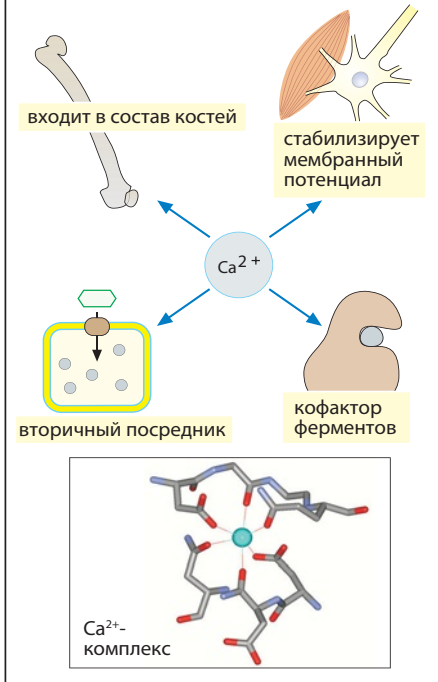 входит в состав костей
стабилизирует
мембранный
потенциал
Ca²⁺
вторичный посредник
кофактор
ферментов
Ca²⁺-
комплекс